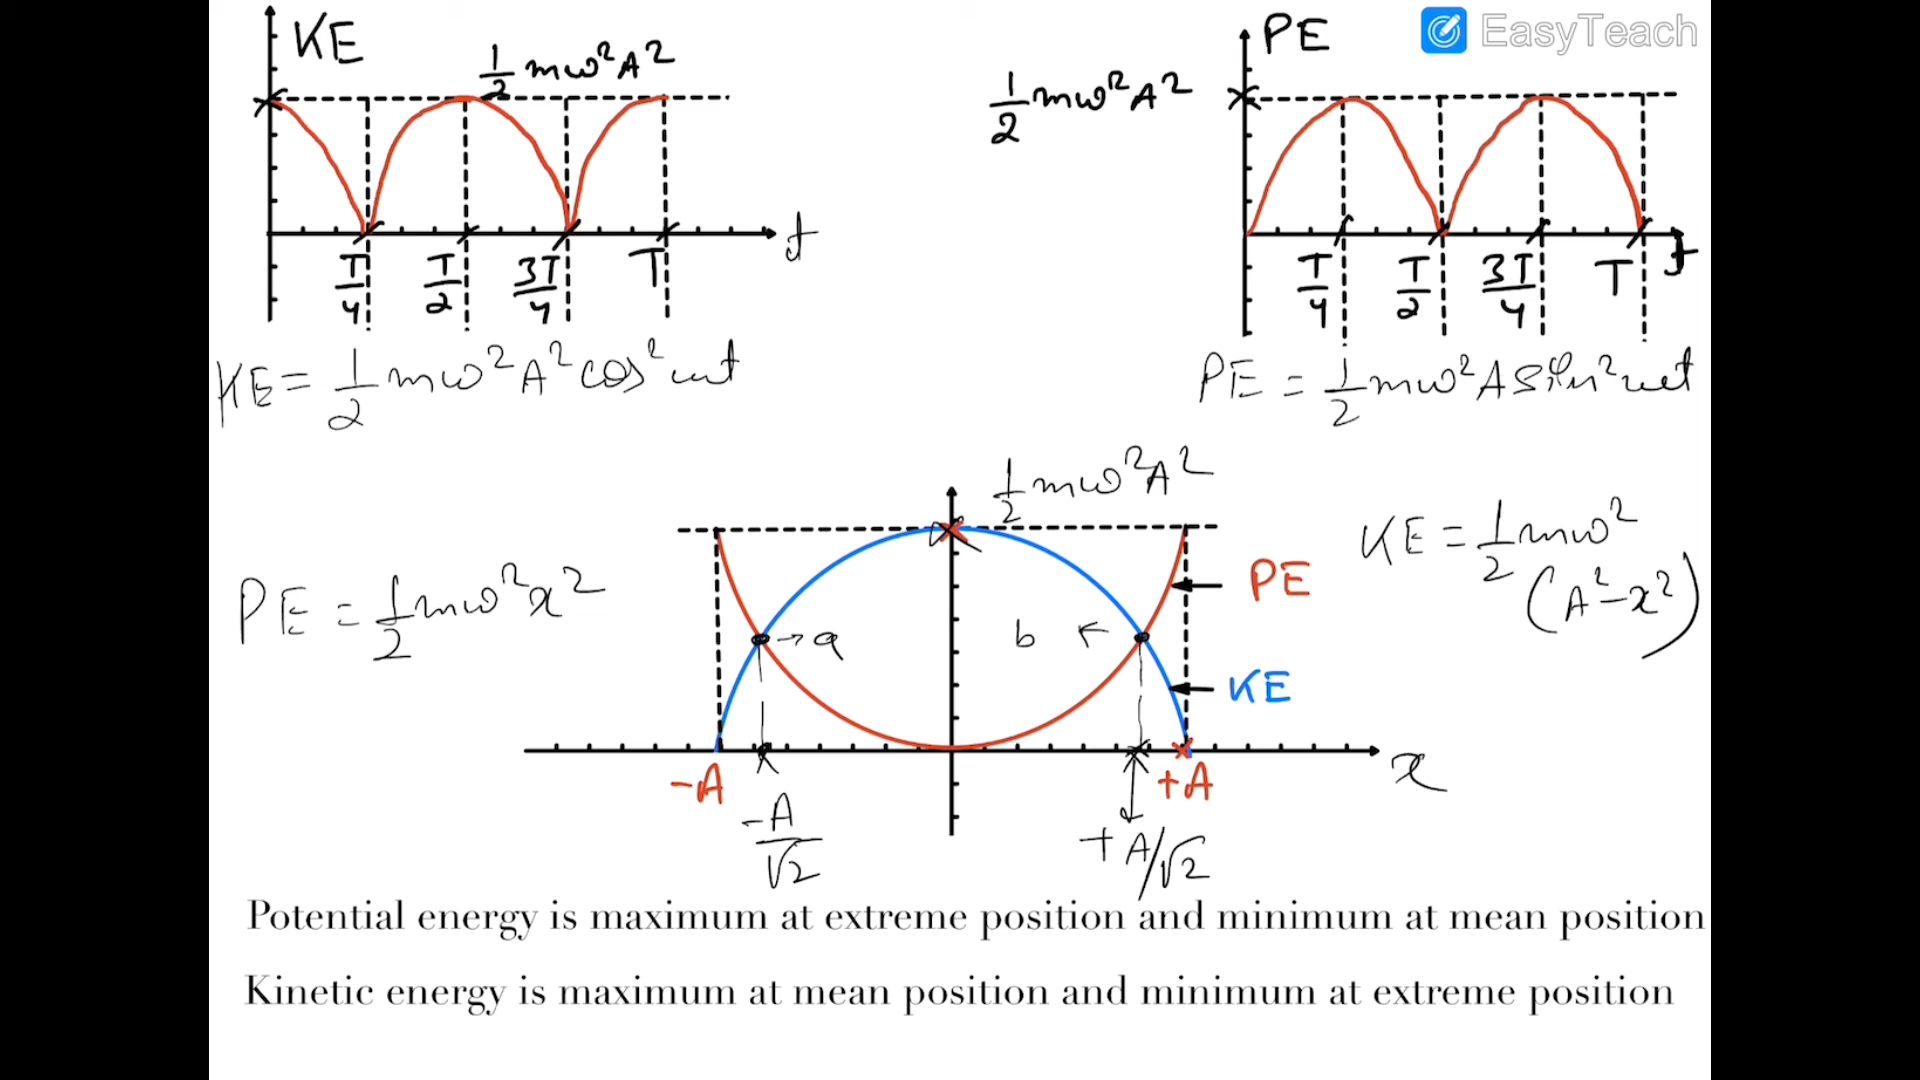 KE
1/2 mω²A²
t
T/4 T/2 3T/4 T
KE = 1/2 mω²A² cos² ωt
EasyTeach
PE
1/2 mω²A²
t
T/4 T/2 3T/4 T
PE = 1/2 mω²A sin² ωt
1/2 mω²A²
PE = 1/2 mω²x²
KE = 1/2 mω²
(A² – x²)
PE
a
b
KE
-A
+A
x
-A/√2
+A/√2
Potential energy is maximum at extreme position and minimum at mean position
Kinetic energy is maximum at mean position and minimum at extreme position